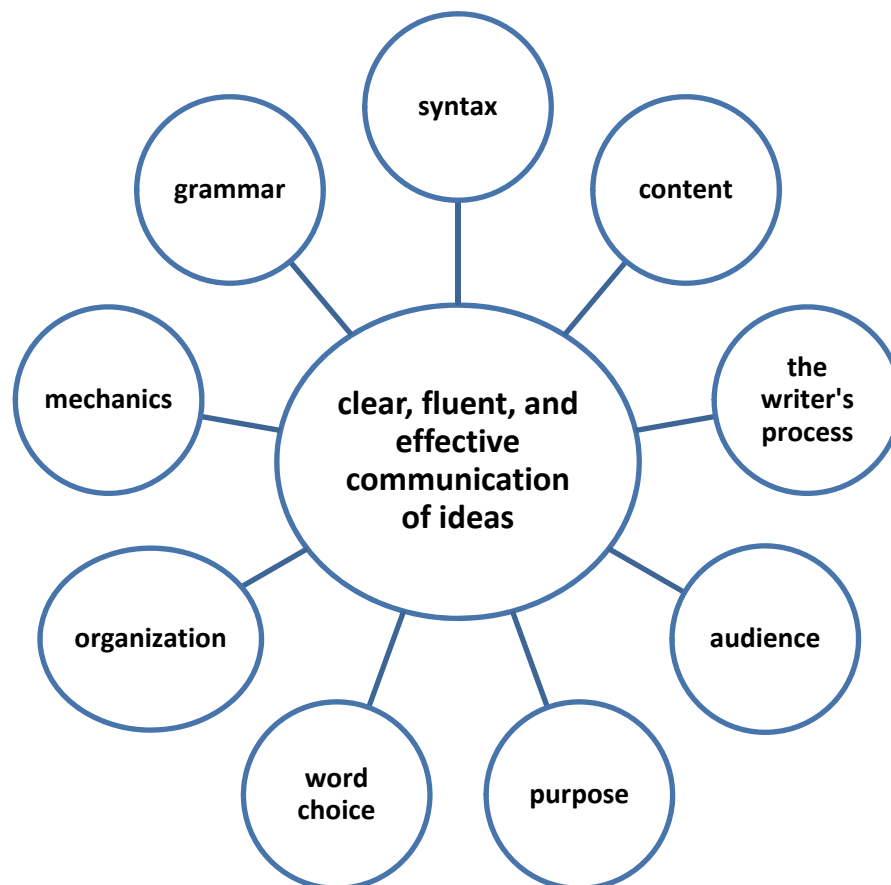 syntax
grammar
content
the
writer's
process
mechanics
clear, fluent, and
effective
communication
of ideas
organization
audience
word
choice
purpose